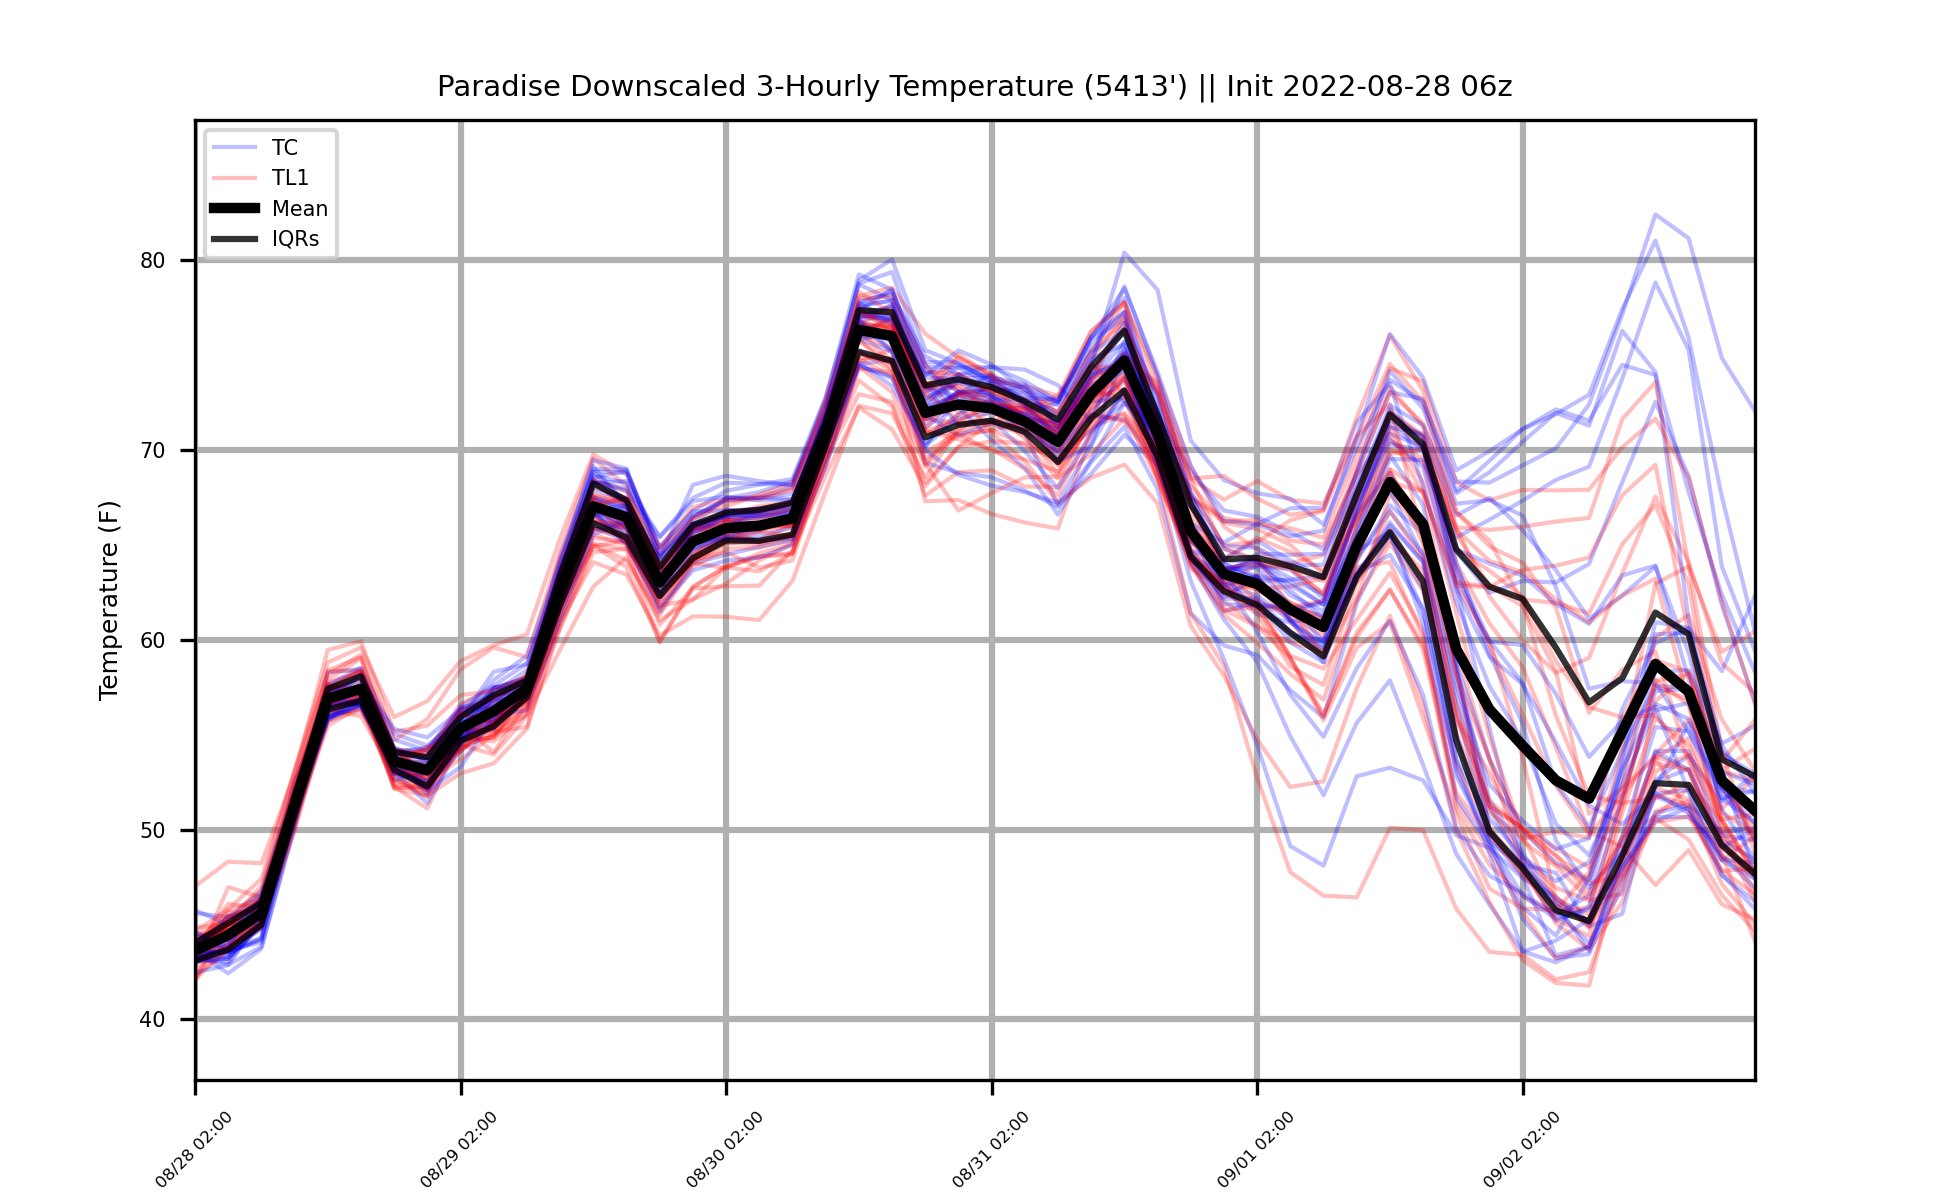 Paradise Downscaled 3-Hourly Temperature (5413') || Init 2022-08-28 06z
TC
TL1
Mean
IQRs
Temperature (F)
80
70
60
50
40
08/28 02:00
08/29 02:00
08/30 02:00
08/31 02:00
09/01 02:00
09/02 02:00